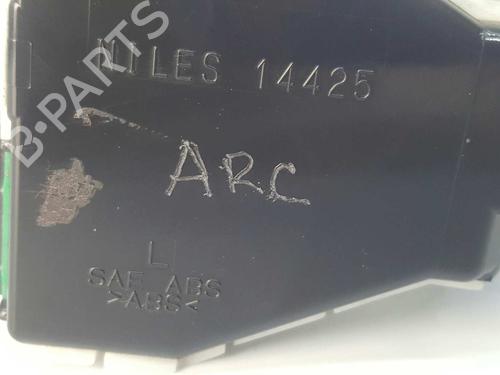 NILES 14425
B-PARTS
ARC
L
SAE ABS
>ABS<